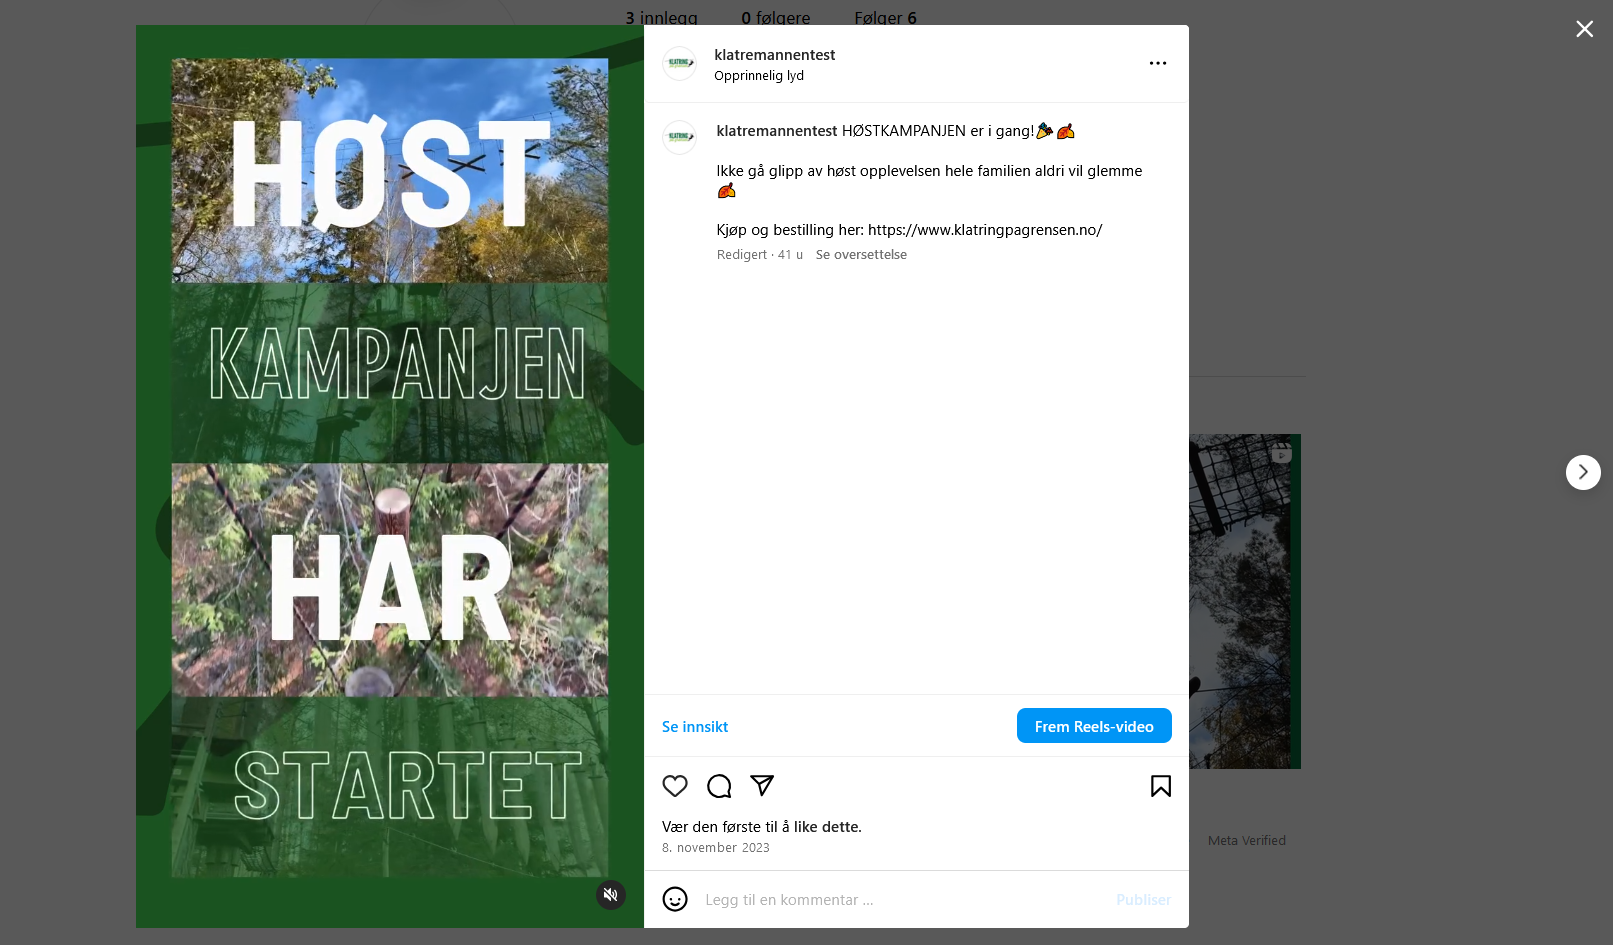 3 innlegg 0 følgere Følger 6
HØST
KAMPANJEN
HAR
STARTET
klatremannentest
Opprinnelig lyd
klatremannentest HØSTKAMPANJEN er i gang!🎉🍂
Ikke gå glipp av høst opplevelsen hele familien aldri vil glemme
🍂
Kjøp og bestilling her: https://www.klatringpagrensen.no/
Redigert · 41 u Se oversettelse
Se innsikt
Frem Reels-video
Vær den første til å like dette.
8. november 2023
Legg til en kommentar ...
Publiser
Meta Verified